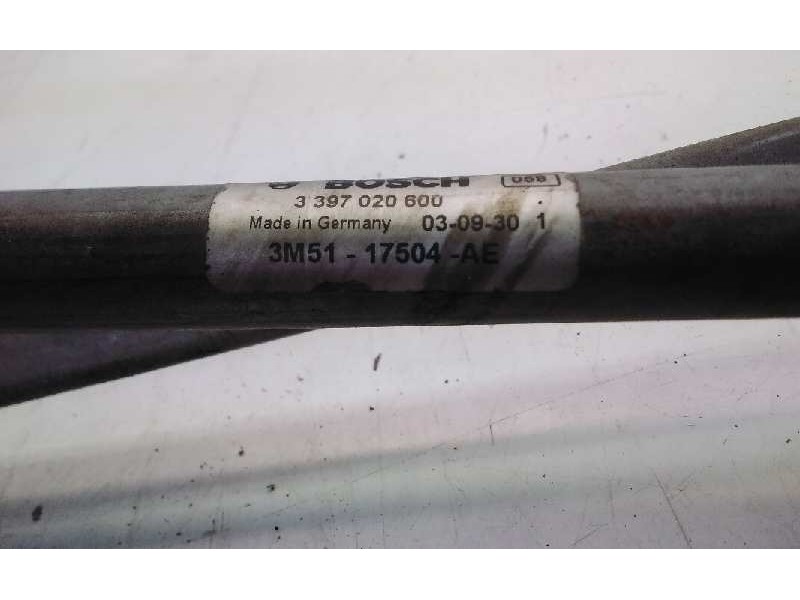 BOSCH
3 397 020 600
Made in Germany 03-09-30 1
3M51 - 17504 -AE